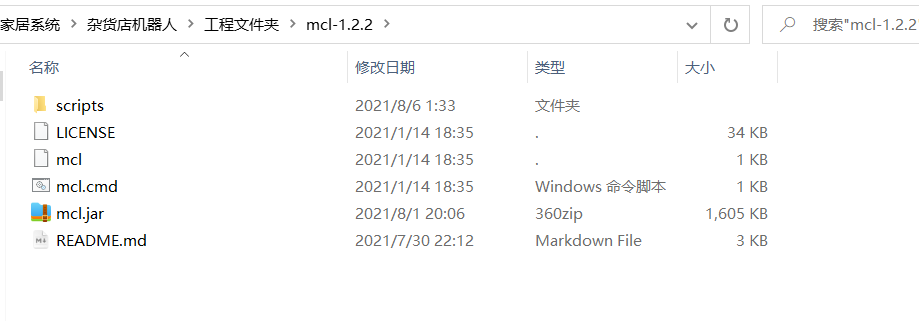 家居系统 > 杂货店机器人 > 工程文件夹 > mcl-1.2.2 > 搜索"mcl-1.2.2
名称 修改日期 类型 大小
scripts 2021/8/6 1:33 文件夹
LICENSE 2021/1/14 18:35 . 34 KB
mcl 2021/1/14 18:35 . 1 KB
mcl.cmd 2021/1/14 18:35 Windows 命令脚本 1 KB
mcl.jar 2021/8/1 20:06 360zip 1,605 KB
README.md 2021/7/30 22:12 Markdown File 3 KB